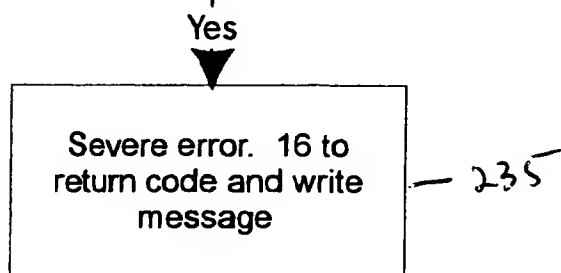 Yes
Severe error. 16 to
return code and write
message
235